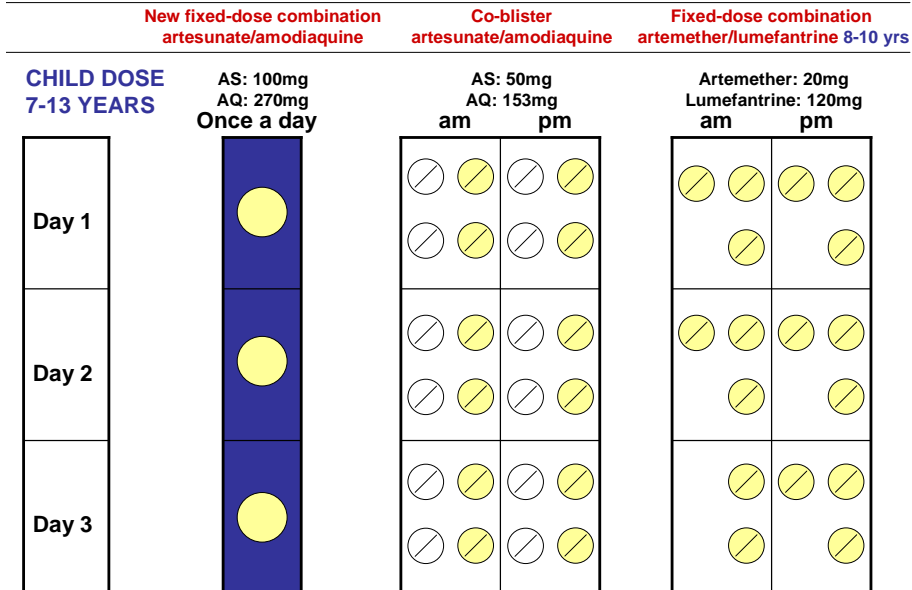 New fixed-dose combination
artesunate/amodiaquine
Co-blister
artesunate/amodiaquine
Fixed-dose combination
artemether/lumefantrine 8-10 yrs
CHILD DOSE
7-13 YEARS
AS: 100mg
AQ: 270mg
Once a day
AS: 50mg
AQ: 153mg
am pm
Artemether: 20mg
Lumefantrine: 120mg
am pm
Day 1
Day 2
Day 3